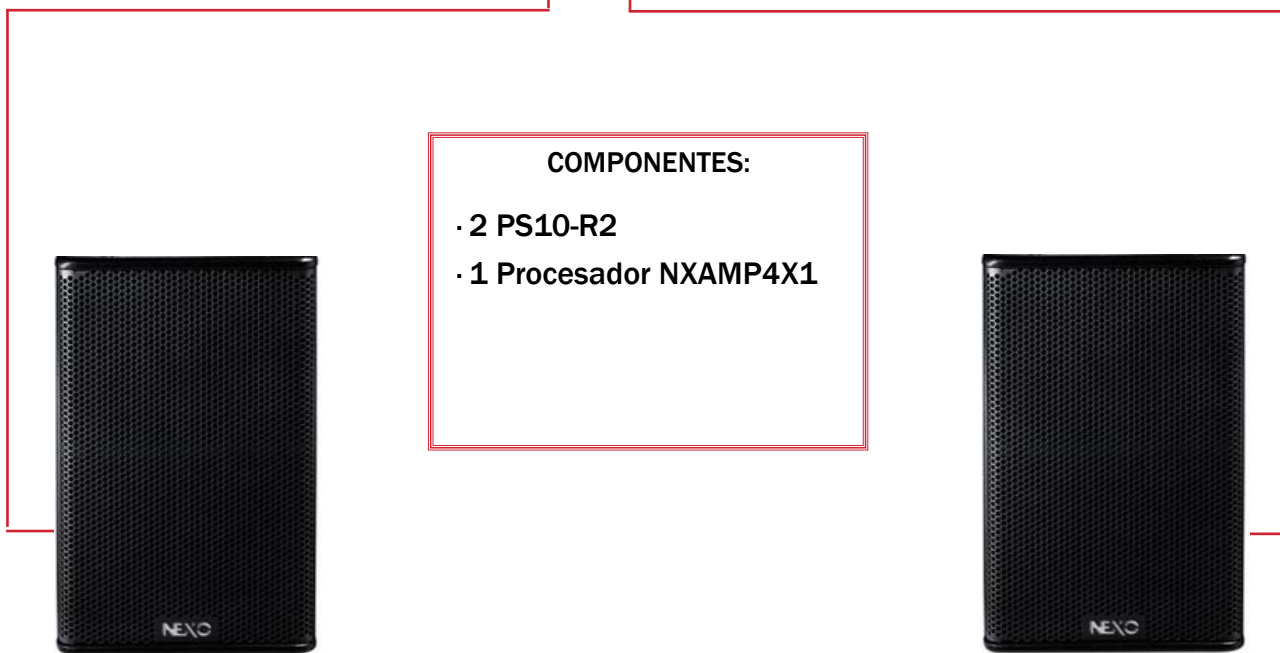 COMPONENTES:
· 2 PS10-R2
· 1 Procesador NXAMP4X1
NEXO
NEXO